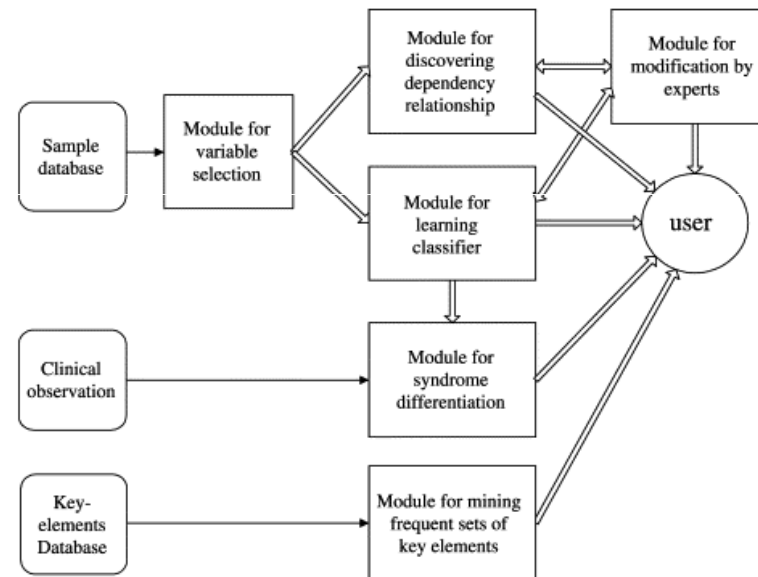 Module for
discovering
dependency
relationship
Module for
modification by
experts
Sample
database
Module for
variable
selection
Module for
learning
classifier
user
Clinical
observation
Module for
syndrome
differentiation
Key-
elements
Database
Module for mining
frequent sets of
key elements